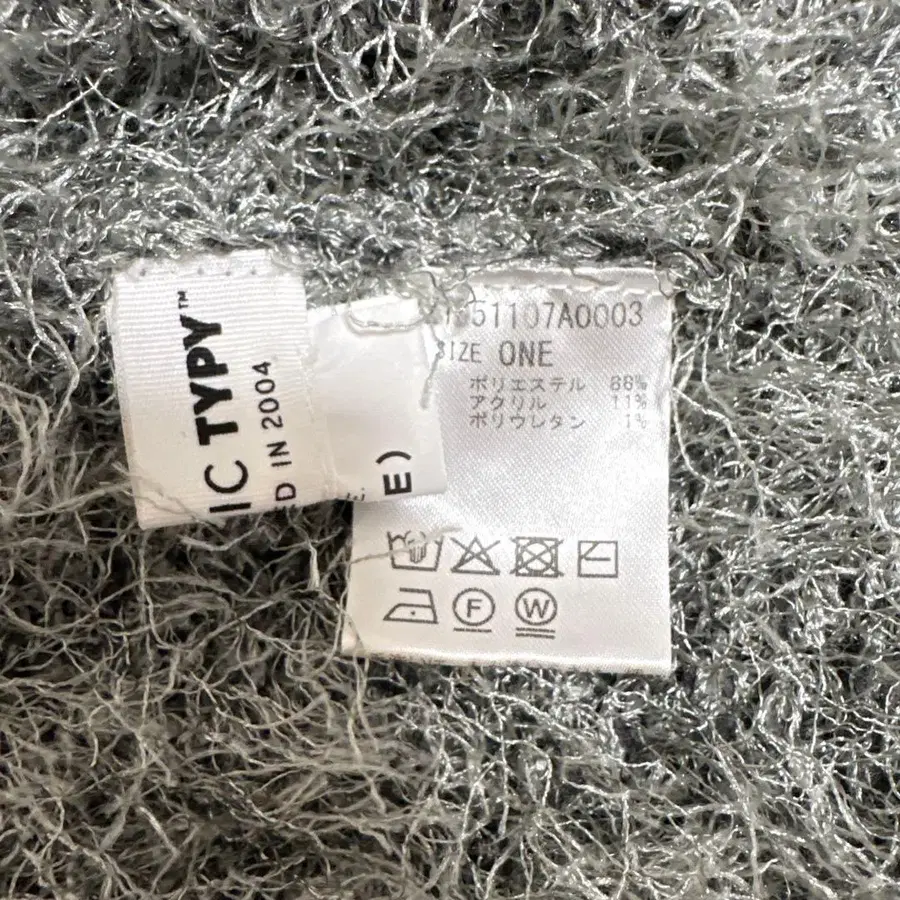 IC TYPY™
ED IN 2004
E)
51107A0003
SIZE ONE
ポリエステル 88%
アクリル 11%
ポリウレタン 1%
F W